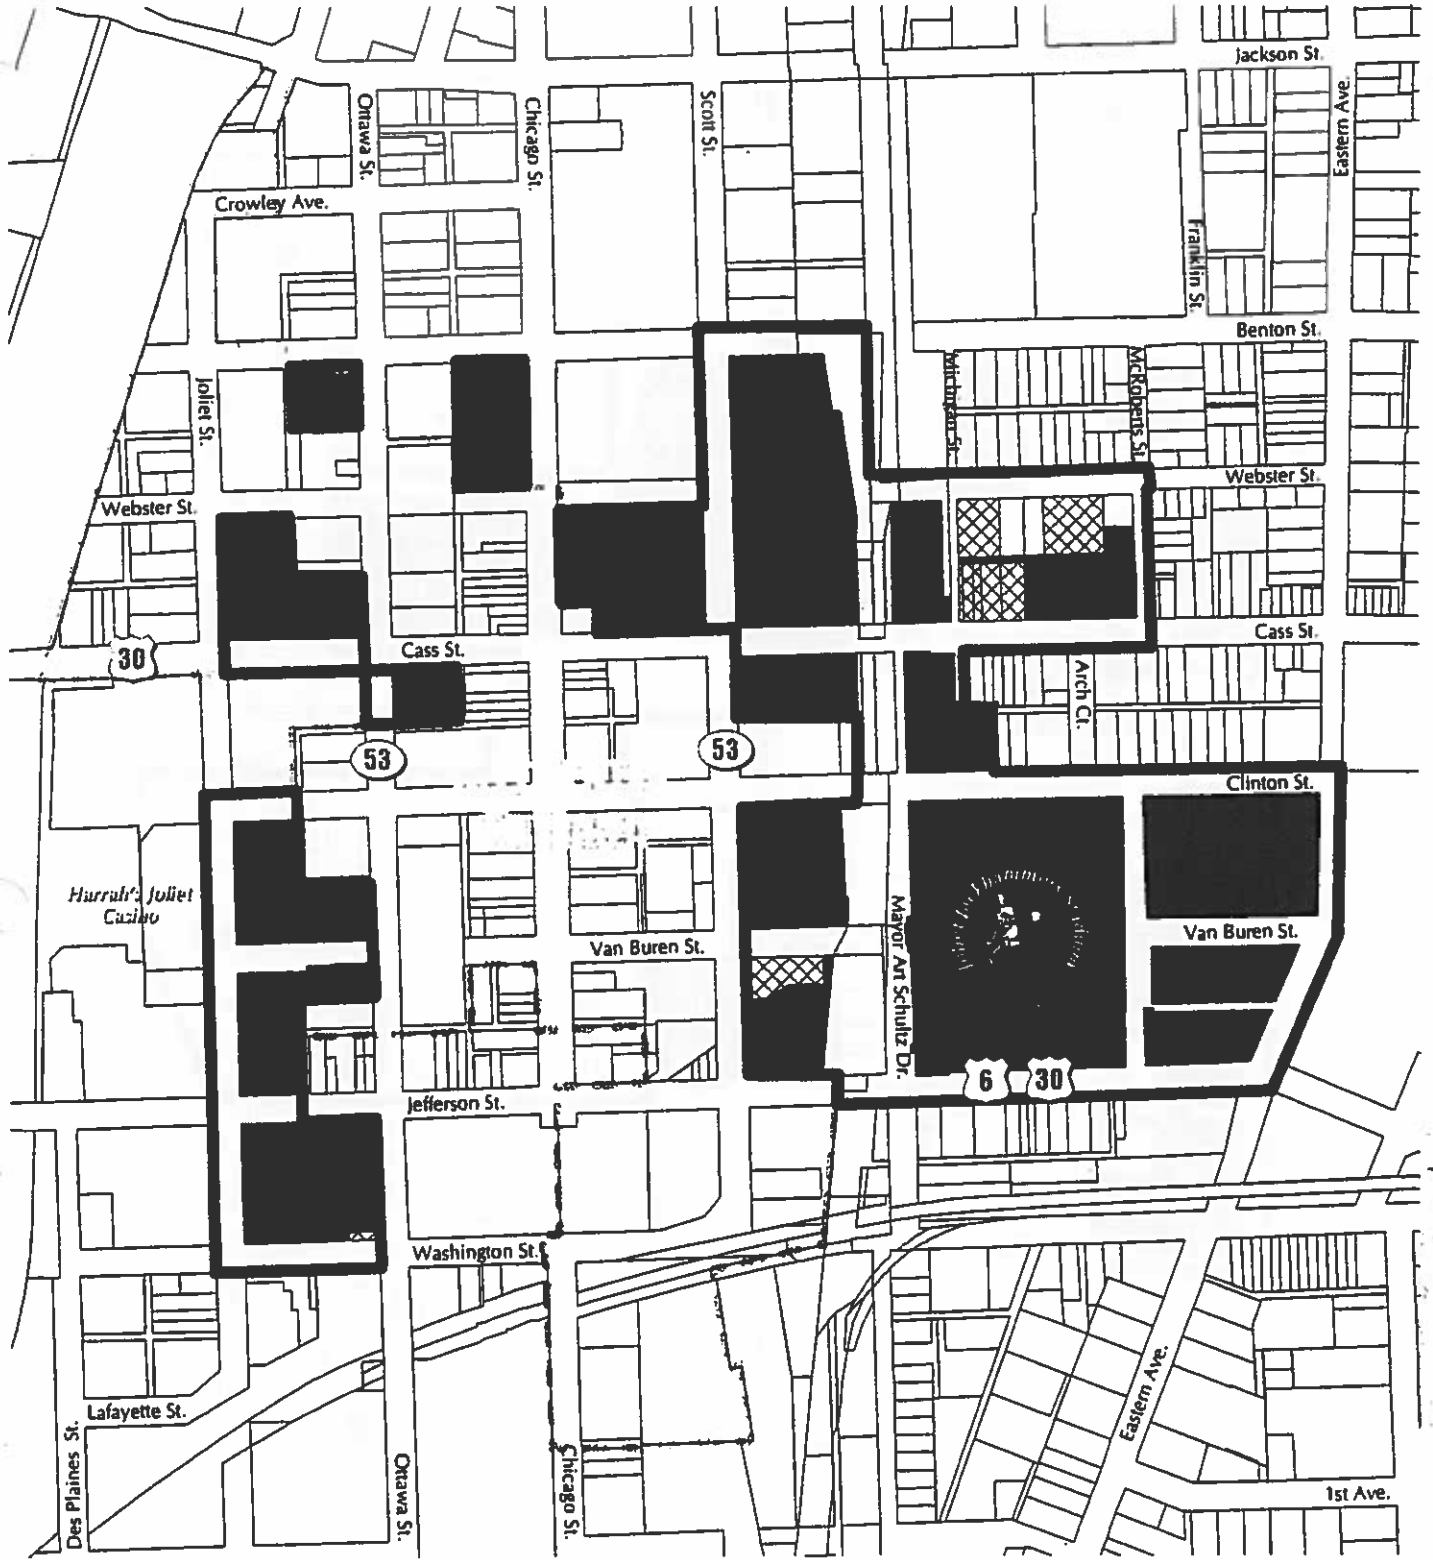 Jackson St.
Ottawa St.
Chicago St.
Scott St.
Eastern Ave.
Crowley Ave.
Franklin St.
Benton St.
Joliet St.
Michigan St.
McRoberts St.
Webster St.
Webster St.
Cass St.
30
Cass St.
Arch Ct.
53
53
Clinton St.
Harrah's Joliet
Casino
Mayor Art Schultz Dr.
Van Buren St.
Van Buren St.
6
30
Jefferson St.
Washington St.
Eastern Ave.
Lafayette St.
Des Plaines St.
Ottawa St.
Chicago St.
1st Ave.